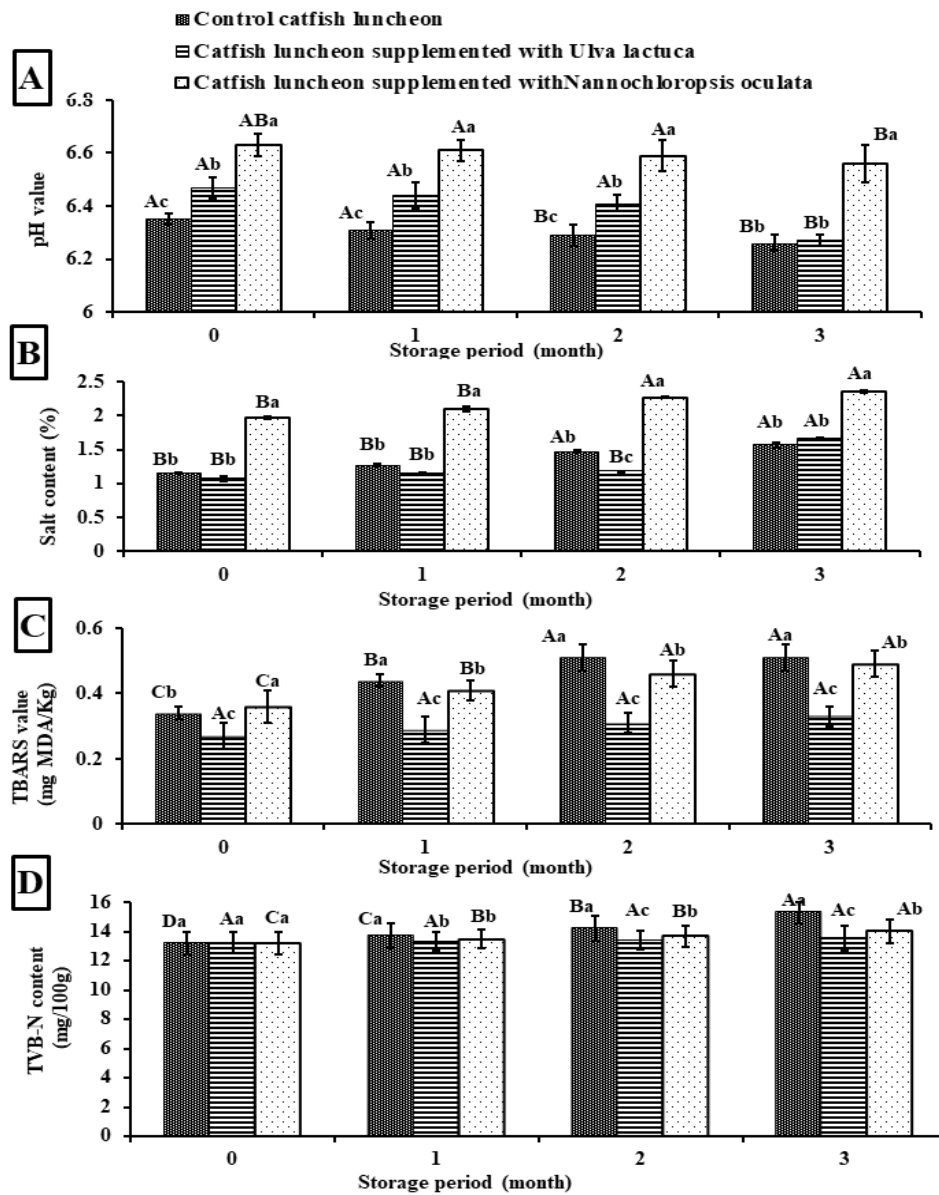 Control catfish luncheon
Catfish luncheon supplemented with Ulva lactuca
Catfish luncheon supplemented withNannochloropsis oculata
A
pH value
6.8
6.6
6.4
6.2
6
Ac Ab ABa
Ac Ab Aa
Bc Ab Aa
Bb Bb Ba
0 1 2 3
Storage period (month)
B
Salt content (%)
2.5
2
1.5
1
0.5
0
Bb Bb Ba
Bb Bb Ba
Ab Bc Aa
Ab Ab Aa
0 1 2 3
Storage period (month)
C
TBARS value
(mg MDA/Kg)
0.6
0.4
0.2
0
Cb Ac Ca
Ba Ac Bb
Aa Ac Ab
Aa Ac Ab
0 1 2 3
Storage period (month)
D
TVB-N content
(mg/100g)
16
14
12
10
8
6
4
2
0
Da Aa Ca
Ca Ab Bb
Ba Ac Bb
Aa Ac Ab
0 1 2 3
Storage period (month)